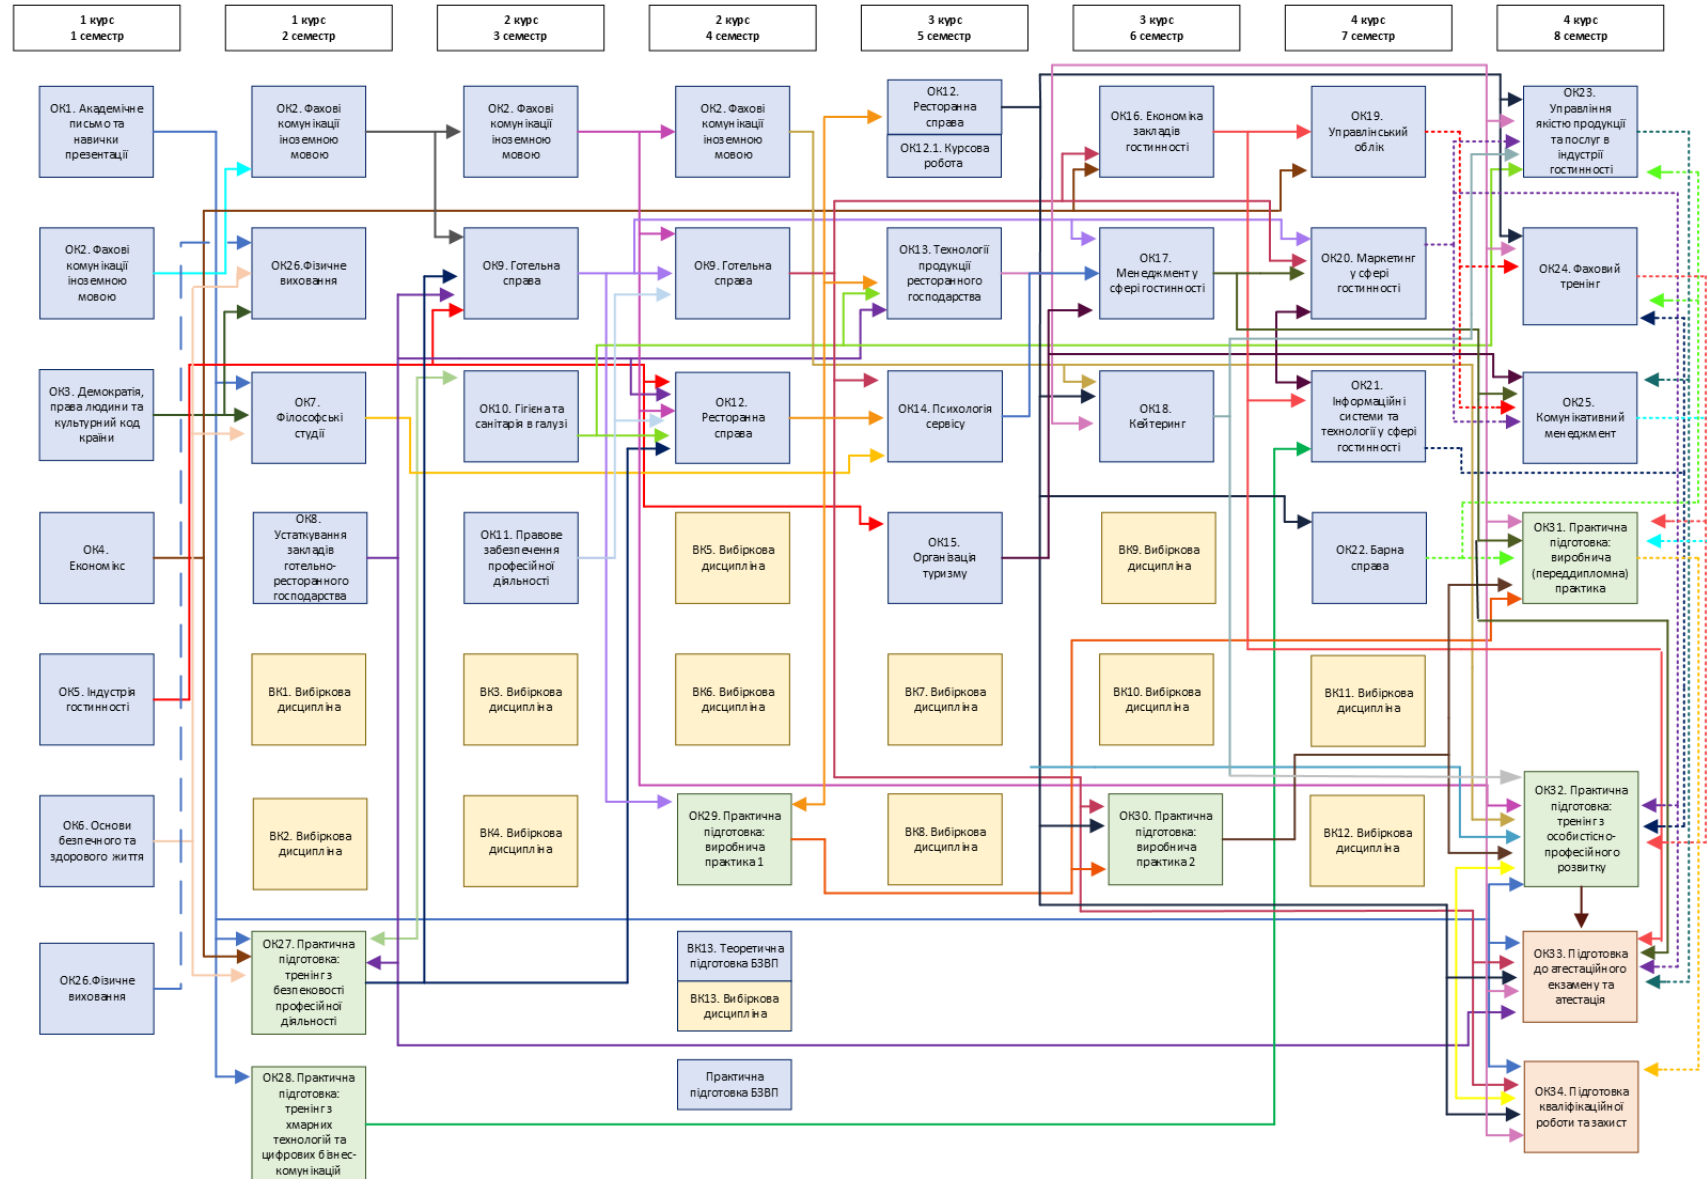 1 курс
1 семестр
1 курс
2 семестр
2 курс
3 семестр
2 курс
4 семестр
3 курс
5 семестр
3 курс
6 семестр
4 курс
7 семестр
4 курс
8 семестр
ОК1. Академічне
письмо та
навички
презентації
ОК2. Фахові
комунікації
іноземною
мовою
ОК3. Демократія,
права людини та
культурний код
країни
ОК4.
Економікс
ОК5. Індустрія
гостинності
ОК6. Основи
безпечного та
здорового життя
ОК26.Фізичне
виховання
ОК2. Фахові
комунікації
іноземною
мовою
ОК26.Фізичне
виховання
ОК7.
Філософські
студії
ОК8.
Устаткування
закладів
готельно-
ресторанного
господарства
ВК1. Вибіркова
дисципліна
ВК2. Вибіркова
дисципліна
ОК27. Практична
підготовка:
тренінг з
безпековості
професійної
діяльності
ОК28. Практична
підготовка:
тренінг з
хмарних
технологій та
цифрових бізнес-
комунікацій
ОК2. Фахові
комунікації
іноземною
мовою
ОК9. Готельна
справа
ОК10. Гігієна та
санітарія в галузі
ОК11. Правове
забезпечення
професійної
діяльності
ВК3. Вибіркова
дисципліна
ВК4. Вибіркова
дисципліна
ОК2. Фахові
комунікації
іноземною
мовою
ОК9. Готельна
справа
ОК12.
Ресторанна
справа
ВК5. Вибіркова
дисципліна
ВК6. Вибіркова
дисципліна
ОК29. Практична
підготовка:
виробнича
практика 1
ВК13. Теоретична
підготовка БЗВП
ВК13. Вибіркова
дисципліна
Практична
підготовка БЗВП
ОК12.
Ресторанна
справа
ОК12.1. Курсова
робота
ОК13. Технології
продукції
ресторанного
господарства
ОК14. Психологія
сервісу
ОК15.
Організація
туризму
ВК7. Вибіркова
дисципліна
ВК8. Вибіркова
дисципліна
ОК16. Економіка
закладів
гостинності
ОК17.
Менеджмент у
сфері гостинності
ОК18.
Кейтеринг
ВК9. Вибіркова
дисципліна
ВК10. Вибіркова
дисципліна
ОК30. Практична
підготовка:
виробнича
практика 2
ОК19.
Управлінський
облік
ОК20. Маркетинг
у сфері
гостинності
ОК21.
Інформаційні
системи та
технології у сфері
гостинності
ОК22. Барна
справа
ВК11. Вибіркова
дисципліна
ВК12. Вибіркова
дисципліна
ОК23.
Управління
якістю продукції
та послуг в
індустрії
гостинності
ОК24. Фаховий
тренінг
ОК25.
Комунікативний
менеджмент
ОК31. Практична
підготовка:
виробнича
(переддипломна)
практика
ОК32. Практична
підготовка:
тренінг з
особистісно-
професійного
розвитку
ОК33. Підготовка
до атестаційного
екзамену та
атестація
ОК34. Підготовка
кваліфікаційної
роботи та захист